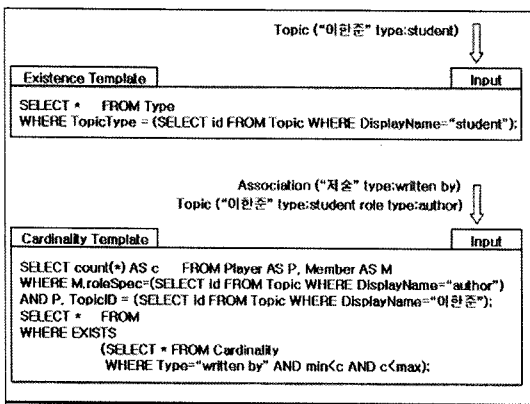 Topic ("이한준" type:student)
Existence Template
Input
SELECT * FROM Type
WHERE TopicType = (SELECT id FROM Topic WHERE DisplayName="student");
Association ("저술" type:written by)
Topic ("이한준" type:student role type:author)
Cardinality Template
Input
SELECT count(*) AS c FROM Player AS P, Member AS M
WHERE M.roleSpec=(SELECT id FROM Topic WHERE DisplayName="author")
AND P. TopicID = (SELECT id FROM Topic WHERE DisplayName="이한준");
SELECT * FROM
WHERE EXISTS
(SELECT * FROM Cardinality
WHERE Type="written by" AND min<c AND c<max);